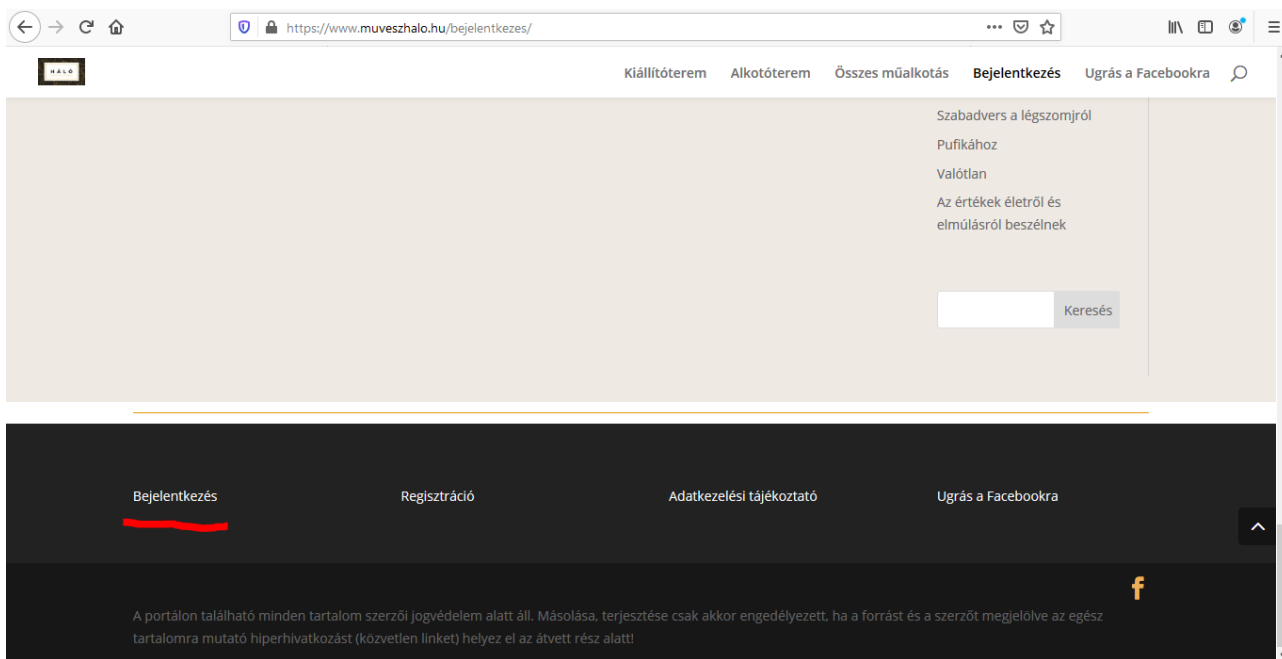 https://www.muveszhalo.hu/bejelentkezes/
HÁLÓ
Kiállítóterem Alkotóterem Összes műalkotás Bejelentkezés Ugrás a Facebookra
Szabadvers a légszomjról
Pufikához
Valótlan
Az értékek életről és
elmúlásról beszélnek
Keresés
Bejelentkezés Regisztráció Adatkezelési tájékoztató Ugrás a Facebookra
A portálon található minden tartalom szerzői jogvédelem alatt áll. Másolása, terjesztése csak akkor engedélyezett, ha a forrást és a szerzőt megjelölve az egész
tartalomra mutató hiperhivatkozást (közvetlen linket) helyez el az átvett rész alatt!